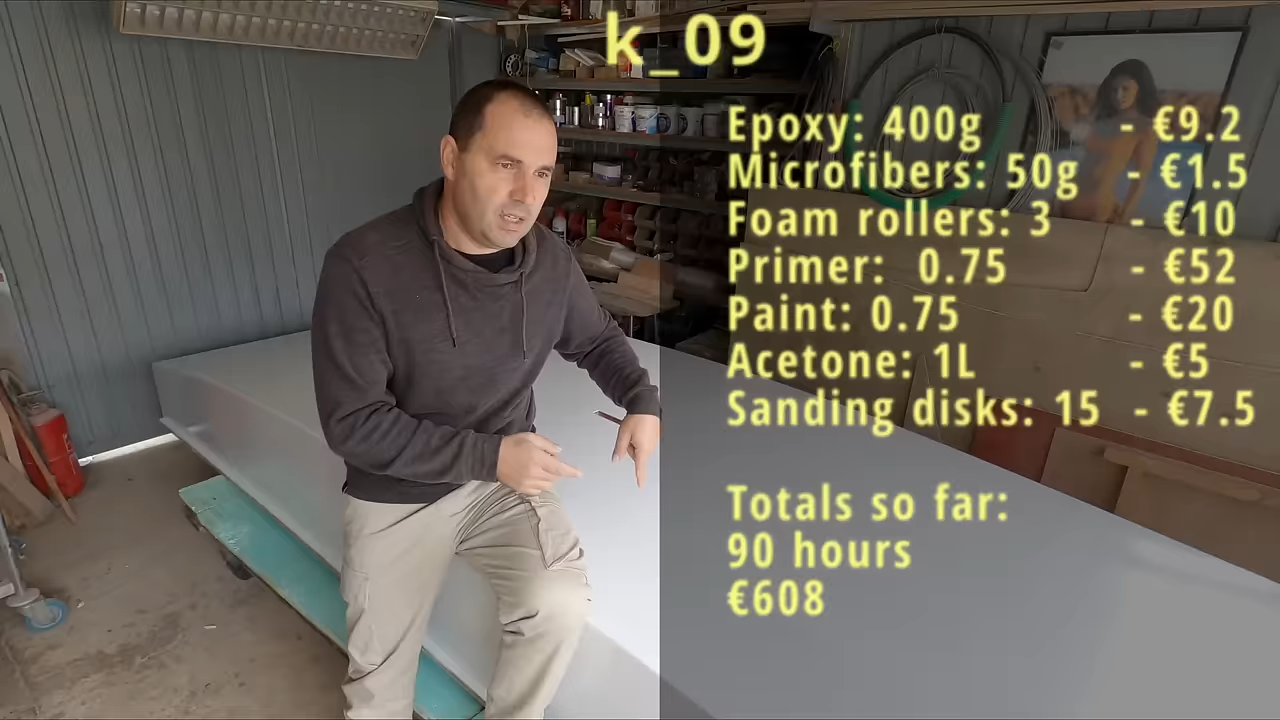 k_09
Epoxy: 400g - €9.2
Microfibers: 50g - €1.5
Foam rollers: 3 - €10
Primer: 0.75 - €52
Paint: 0.75 - €20
Acetone: 1L - €5
Sanding disks: 15 - €7.5
Totals so far:
90 hours
€608